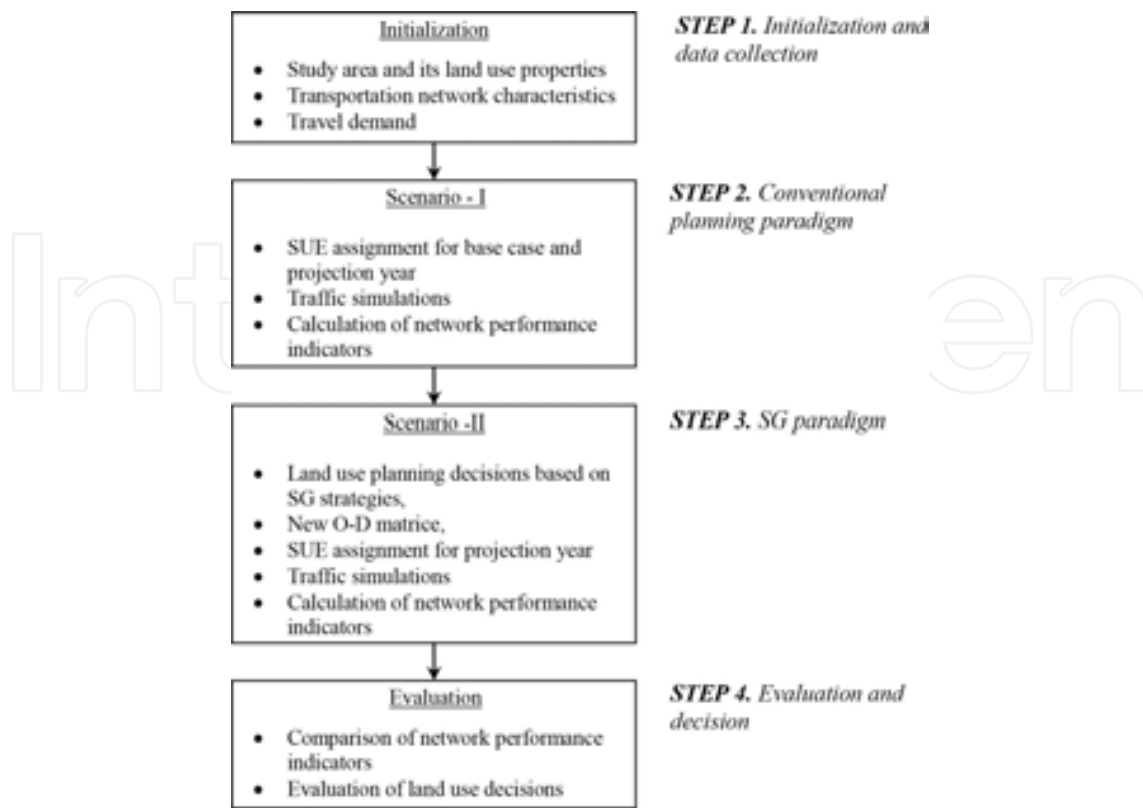 Initialization
• Study area and its land use properties
• Transportation network characteristics
• Travel demand
STEP 1. Initialization and
data collection
Scenario - I
• SUE assignment for base case and
projection year
• Traffic simulations
• Calculation of network performance
indicators
STEP 2. Conventional
planning paradigm
Scenario -II
• Land use planning decisions based on
SG strategies,
• New O-D matrice,
• SUE assignment for projection year
• Traffic simulations
• Calculation of network performance
indicators
STEP 3. SG paradigm
Evaluation
• Comparison of network performance
indicators
• Evaluation of land use decisions
STEP 4. Evaluation and
decision
Int
en